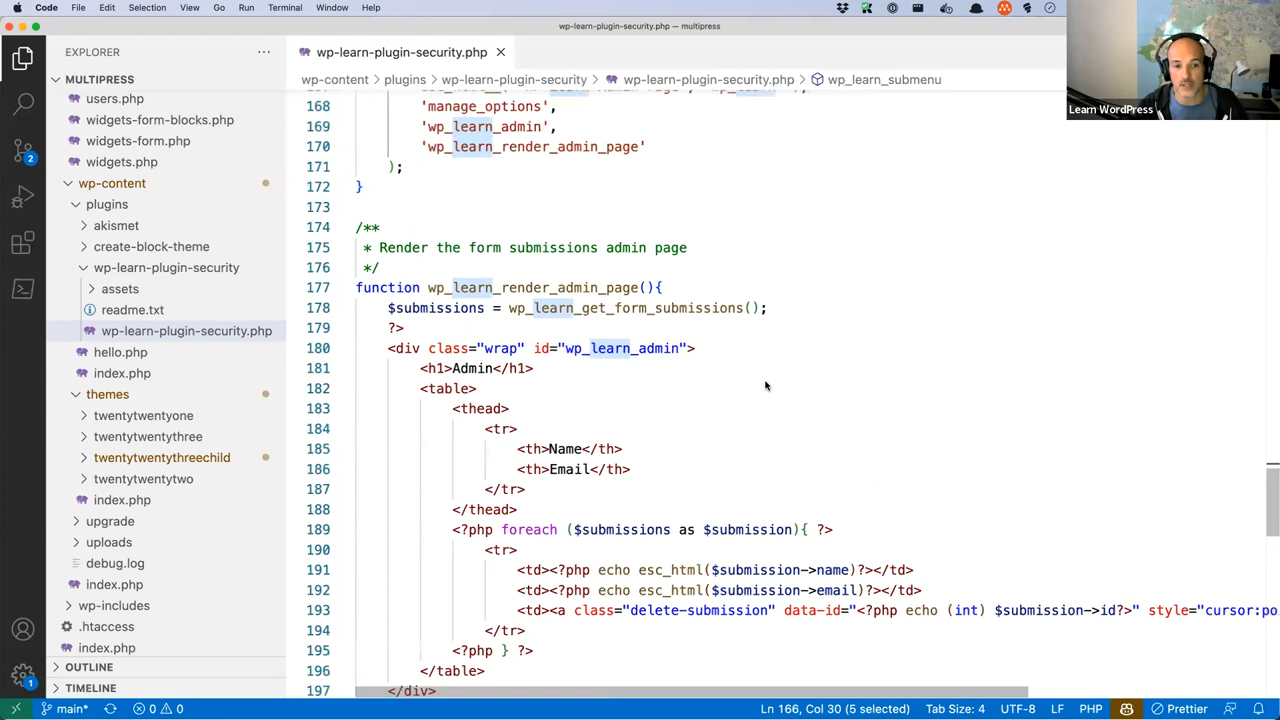 Code File Edit Selection View Go Run Terminal Window Help
wp-learn-plugin-security.php — multipress
EXPLORER
wp-learn-plugin-security.php
MULTIPRESS
wp-content > plugins > wp-learn-plugin-security > wp-learn-plugin-security.php > wp_learn_submenu
users.php
widgets-form-blocks.php
widgets-form.php
widgets.php
wp-content
plugins
akismet
create-block-theme
wp-learn-plugin-security
assets
readme.txt
wp-learn-plugin-security.php
hello.php
index.php
themes
twentytwentyone
twentytwentythree
twentytwentythreechild
twentytwentytwo
index.php
upgrade
uploads
debug.log
index.php
wp-includes
.htaccess
index.php
OUTLINE
TIMELINE
2
1
168 'manage_options',
169 'wp_learn_admin',
170 'wp_learn_render_admin_page'
171 );
172 }
173
174 /**
175 * Render the form submissions admin page
176 */
177 function wp_learn_render_admin_page(){
178 $submissions = wp_learn_get_form_submissions();
179 ?>
180 <div class="wrap" id="wp_learn_admin">
181 <h1>Admin</h1>
182 <table>
183 <thead>
184 <tr>
185 <th>Name</th>
186 <th>Email</th>
187 </tr>
188 </thead>
189 <?php foreach ($submissions as $submission){ ?>
190 <tr>
191 <td><?php echo esc_html($submission->name)?></td>
192 <td><?php echo esc_html($submission->email)?></td>
193 <td><a class="delete-submission" data-id="<?php echo (int) $submission->id?>" style="cursor:po
194 </tr>
195 <?php } ?>
196 </table>
197 </div>
Learn WordPress
main* 0 0 Ln 166, Col 30 (5 selected) Tab Size: 4 UTF-8 LF PHP Prettier